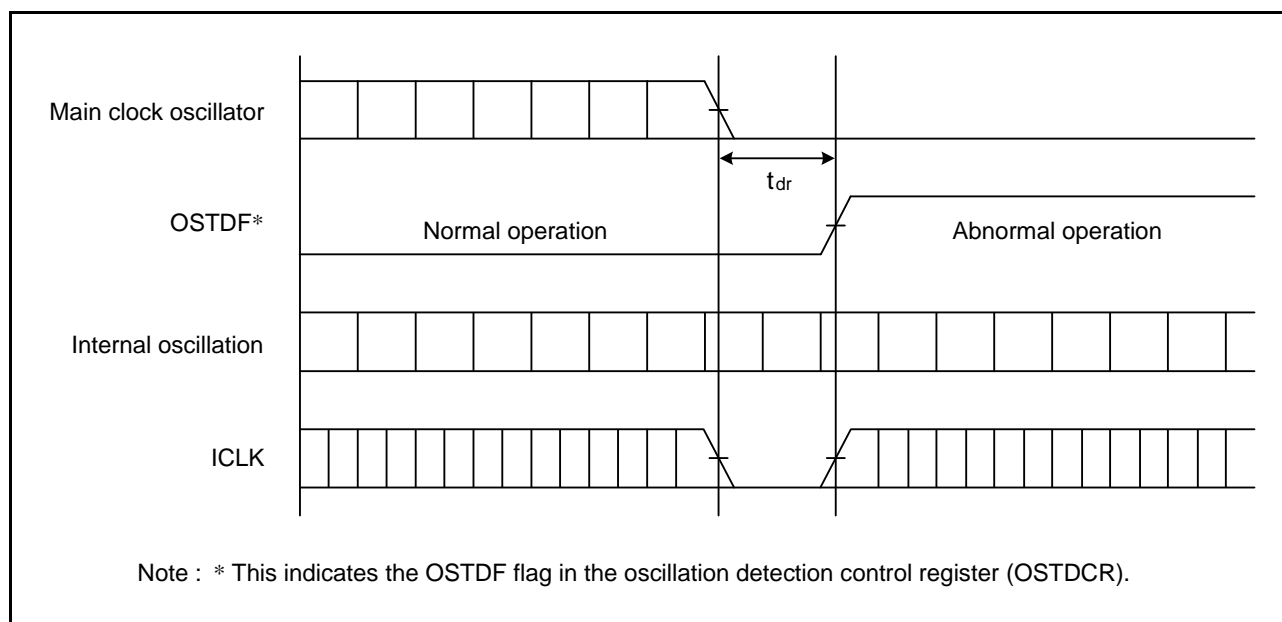 Main clock oscillator
tdr
OSTDF*
Normal operation
Abnormal operation
Internal oscillation
ICLK
Note : * This indicates the OSTDF flag in the oscillation detection control register (OSTDCR).